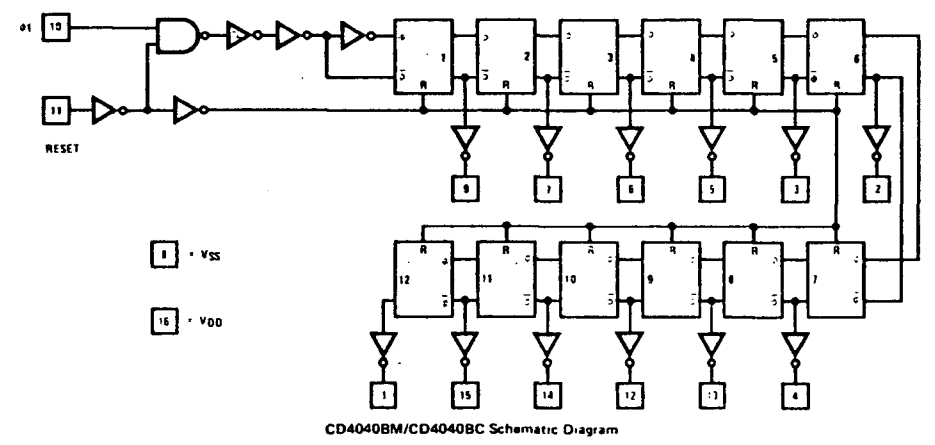 ø1 10
11
RESET
1 2 3 4 5 6
R R R R R R
9 7 6 5 3 2
R R R R R R
12 11 10 9 8 7
8 = VSS
16 = VDD
1 15 14 12 13 4
CD4040BM/CD4040BC Schematic Diagram